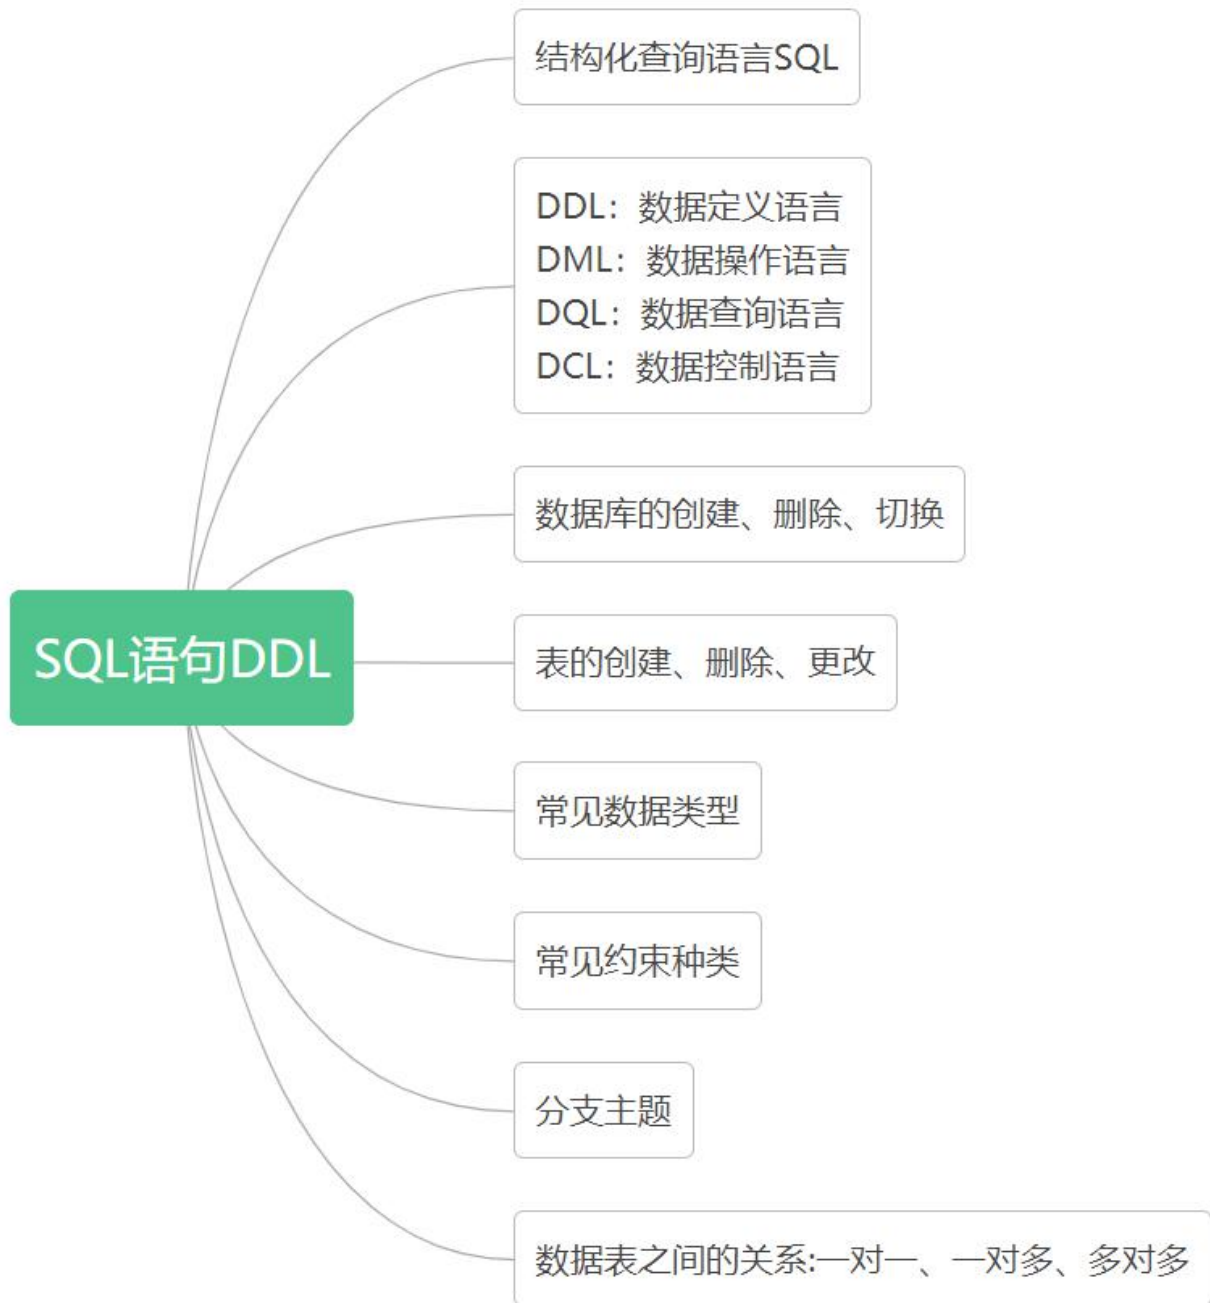 结构化查询语言SQL
DDL：数据定义语言
DML：数据操作语言
DQL：数据查询语言
DCL：数据控制语言
数据库的创建、删除、切换
SQL语句DDL
表的创建、删除、更改
常见数据类型
常见约束种类
分支主题
数据表之间的关系:一对一、一对多、多对多